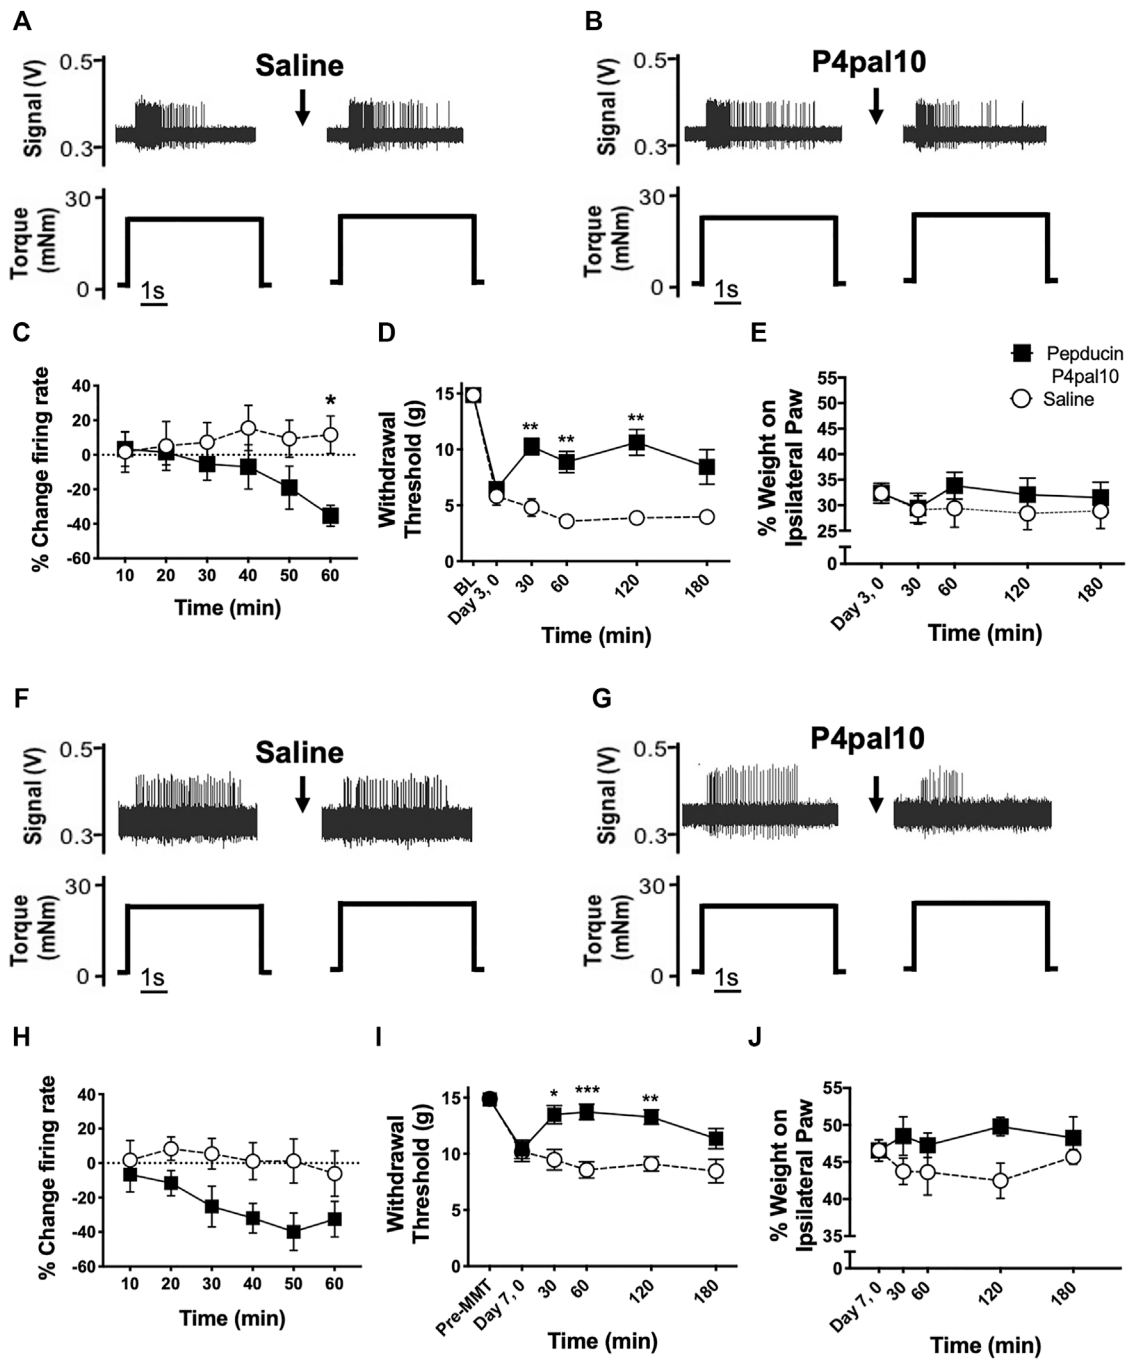 A
B
Saline
P4pal10
Signal (V)
0.5
0.3
Signal (V)
0.5
0.3
Torque
(mNm)
30
0
1s
Torque
(mNm)
30
0
1s
C
D
E
Pepducin
P4pal10
Saline
% Change firing rate
40
20
0
-20
-40
-60
*
10 20 30 40 50 60
Time (min)
Withdrawal
Threshold (g)
15
10
5
0
** ** **
BL Day 3, 0 30 60 120 180
Time (min)
% Weight on
Ipsilateral Paw
55
50
45
40
35
30
25
0
Day 3, 0 30 60 120 180
Time (min)
F
G
Saline
P4pal10
Signal (V)
0.5
0.3
Signal (V)
0.5
0.3
Torque
(mNm)
30
0
1s
Torque
(mNm)
30
0
1s
H
I
J
% Change firing rate
40
20
0
-20
-40
-60
10 20 30 40 50 60
Time (min)
Withdrawal
Threshold (g)
15
10
5
0
* *** **
Pre-MMT Day 7, 0 30 60 120 180
Time (min)
% Weight on
Ipsilateral Paw
55
50
45
40
35
0
Day 7, 0 30 60 120 180
Time (min)